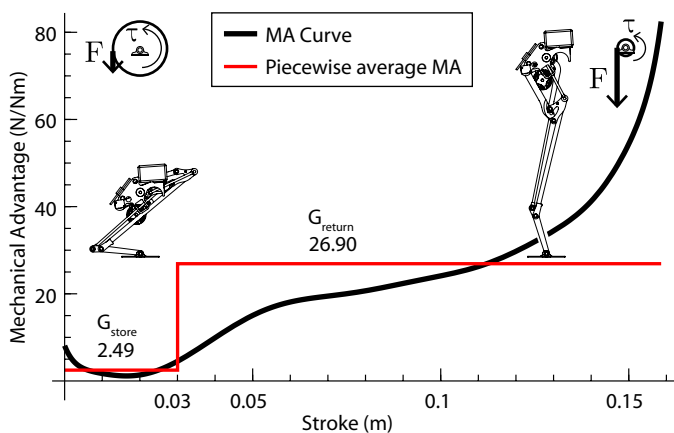 80
60
40
20
Mechanical Advantage (N/Nm)
F
τ
MA Curve
Piecewise average MA
τ
F
G_return
26.90
G_store
2.49
0.03
0.05
0.1
0.15
Stroke (m)